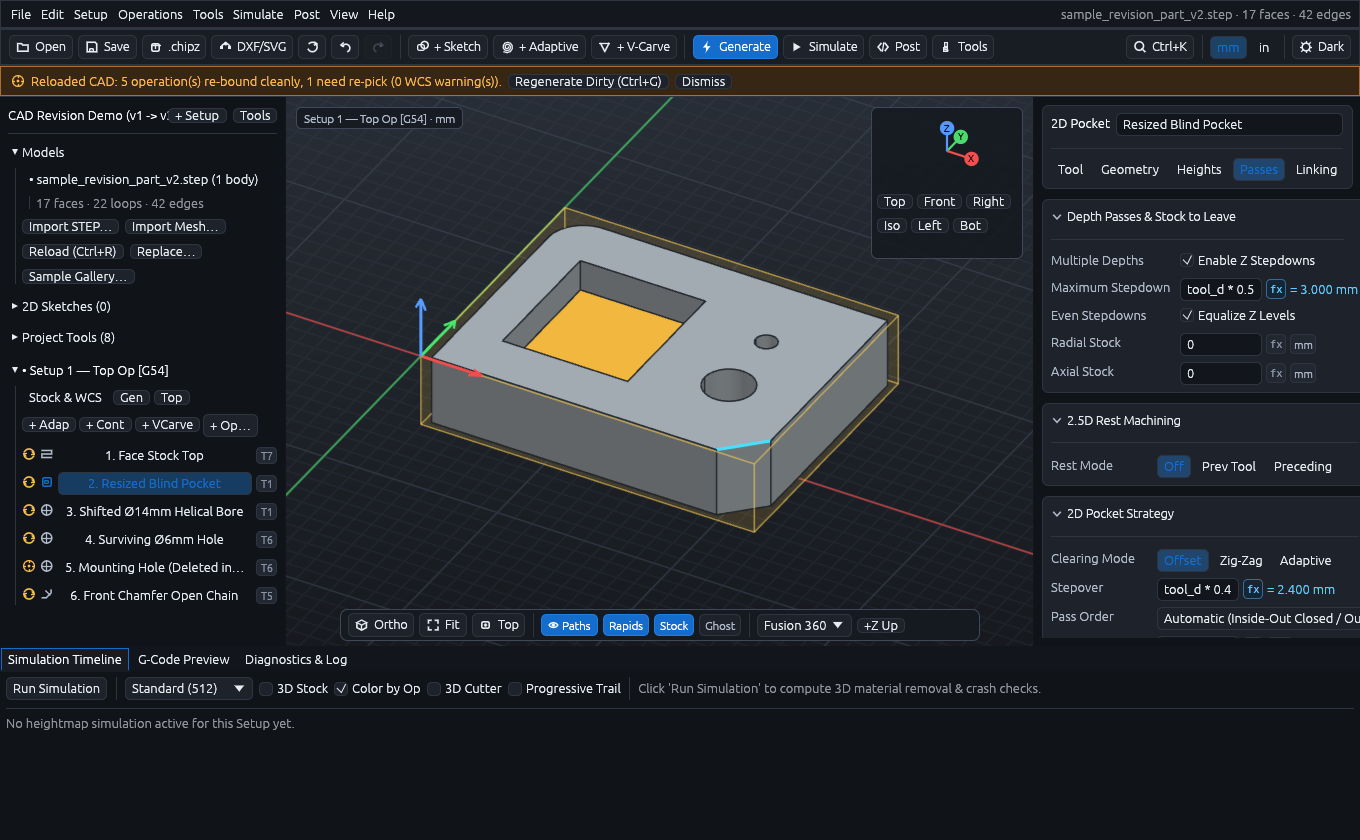 File Edit Setup Operations Tools Simulate Post View Help
sample_revision_part_v2.step · 17 faces · 42 edges
Open Save .chipz DXF/SVG + Sketch + Adaptive + V-Carve Generate Simulate Post Tools Ctrl+K mm in Dark
Reloaded CAD: 5 operation(s) re-bound cleanly, 1 need re-pick (0 WCS warning(s)). Regenerate Dirty (Ctrl+G) Dismiss
CAD Revision Demo (v1 -> v + Setup Tools
Models
• sample_revision_part_v2.step (1 body)
17 faces · 22 loops · 42 edges
Import STEP... Import Mesh...
Reload (Ctrl+R) Replace...
Sample Gallery...
2D Sketches (0)
Project Tools (8)
• Setup 1 — Top Op [G54]
Stock & WCS Gen Top
+ Adap + Cont + VCarve + Op...
1. Face Stock Top T7
2. Resized Blind Pocket T1
3. Shifted Ø14mm Helical Bore T1
4. Surviving Ø6mm Hole T6
5. Mounting Hole (Deleted in... T6
6. Front Chamfer Open Chain T5
Setup 1 — Top Op [G54] · mm
Z
Y
X
Top Front Right
Iso Left Bot
Ortho Fit Top Paths Rapids Stock Ghost Fusion 360 +Z Up
2D Pocket Resized Blind Pocket
Tool Geometry Heights Passes Linking
Depth Passes & Stock to Leave
Multiple Depths Enable Z Stepdowns
Maximum Stepdown tool_d * 0.5 fx = 3.000 mm
Even Stepdowns Equalize Z Levels
Radial Stock 0 fx mm
Axial Stock 0 fx mm
2.5D Rest Machining
Rest Mode Off Prev Tool Preceding
2D Pocket Strategy
Clearing Mode Offset Zig-Zag Adaptive
Stepover tool_d * 0.4 fx = 2.400 mm
Pass Order Automatic (Inside-Out Closed / Ou
Simulation Timeline G-Code Preview Diagnostics & Log
Run Simulation Standard (512) 3D Stock Color by Op 3D Cutter Progressive Trail Click 'Run Simulation' to compute 3D material removal & crash checks.
No heightmap simulation active for this Setup yet.